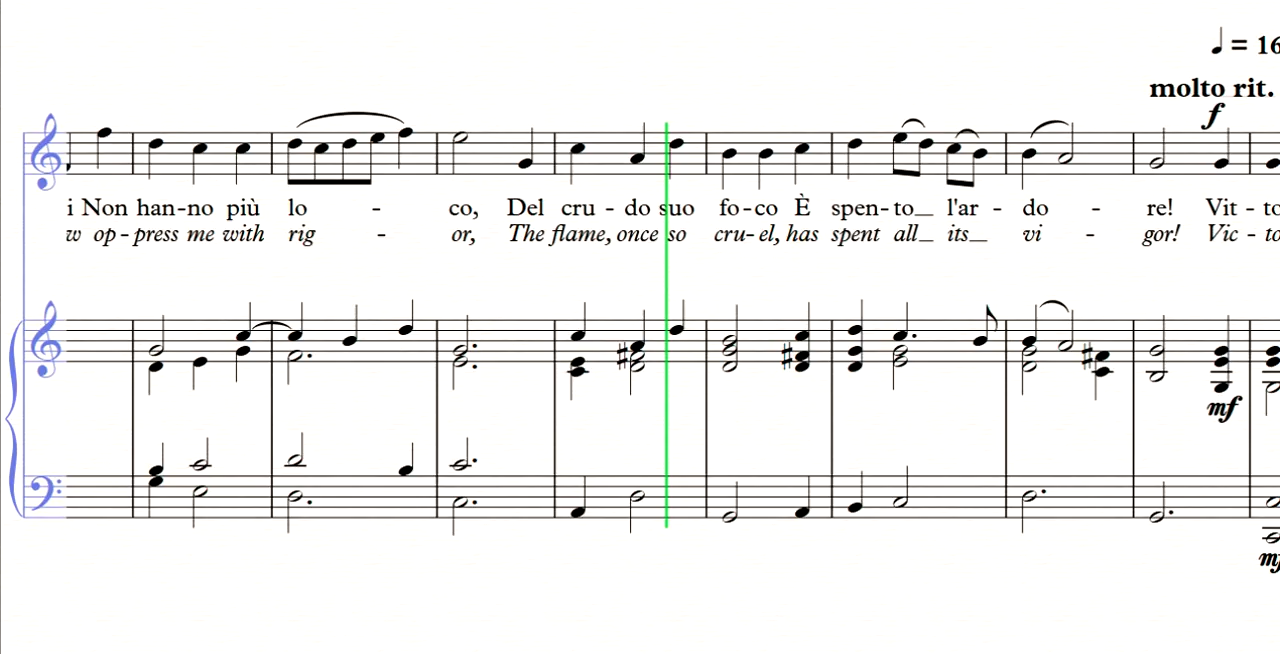 ♩ = 16
molto rit.
f
i Non han-no più lo - co, Del cru - do suo fo-co È spen-to_ l'ar - do - re! Vit - to
w op-press me with rig - or, The flame, once so cru-el, has spent all_ its_ vi - gor! Vic - to
mf
mf